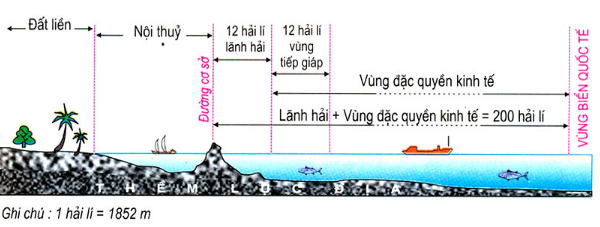 Đất liền
Nội thuỷ
12 hải lí
lãnh hải
12 hải lí
vùng
tiếp giáp
Vùng đặc quyền kinh tế
Lãnh hải + Vùng đặc quyền kinh tế = 200 hải lí
Đường cơ sở
VÙNG BIỂN QUỐC TẾ
THỀM LỤC ĐỊA
Ghi chú : 1 hải lí = 1852 m